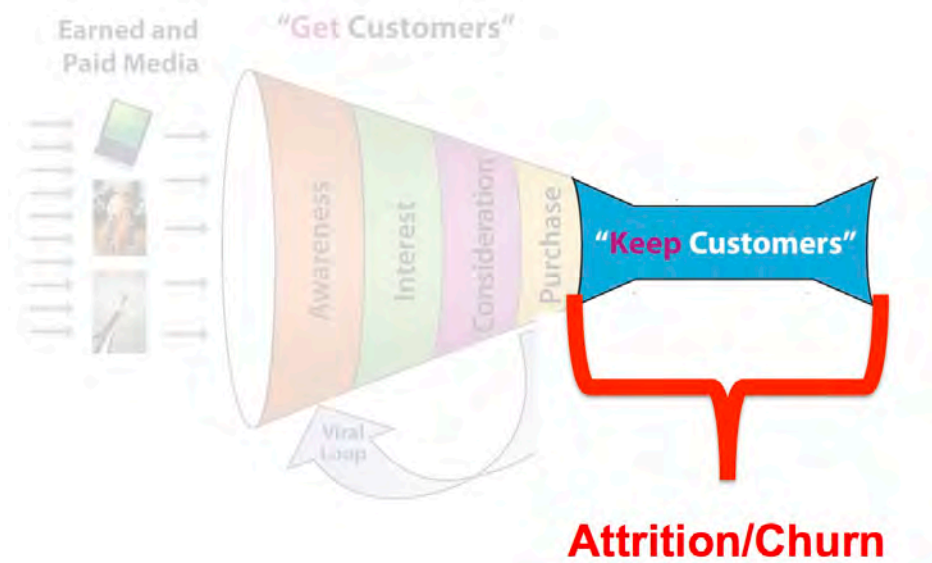 Earned and
Paid Media
"Get Customers"
Awareness
Interest
Consideration
Purchase
"Keep Customers"
Viral
Loop
Attrition/Churn